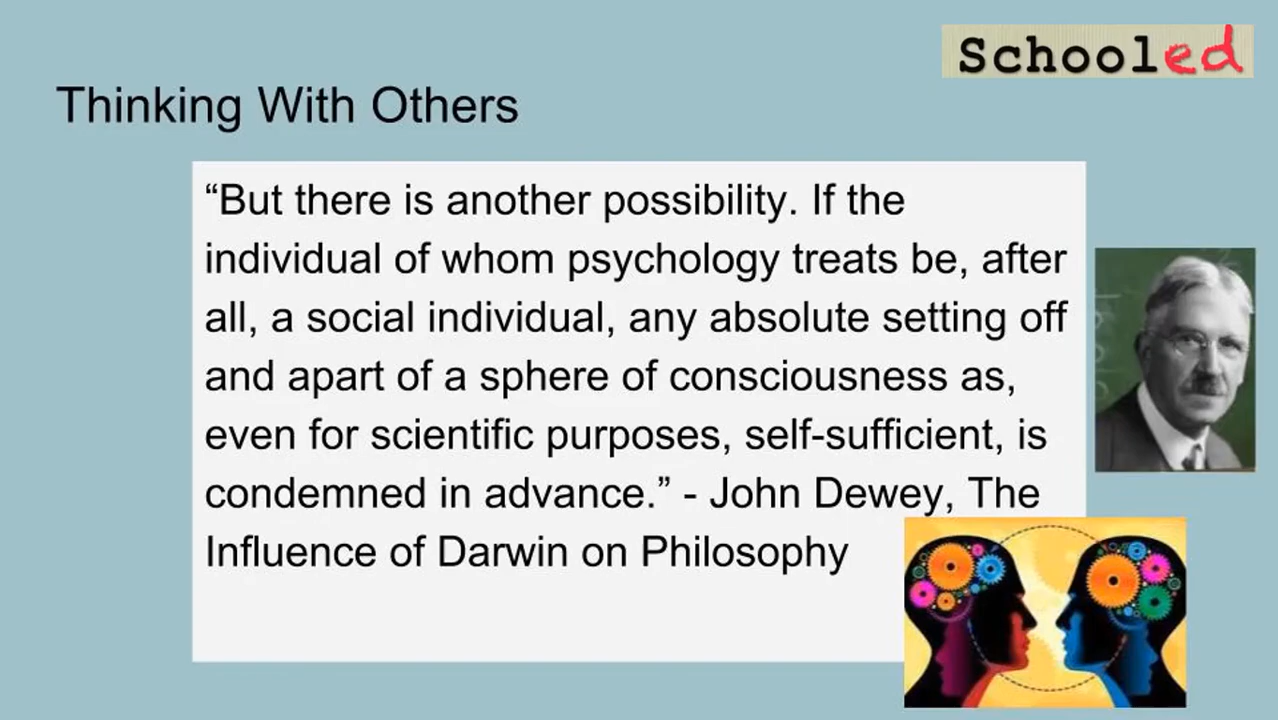 Schooled
Thinking With Others
“But there is another possibility. If the
individual of whom psychology treats be, after
all, a social individual, any absolute setting off
and apart of a sphere of consciousness as,
even for scientific purposes, self-sufficient, is
condemned in advance.” - John Dewey, The
Influence of Darwin on Philosophy